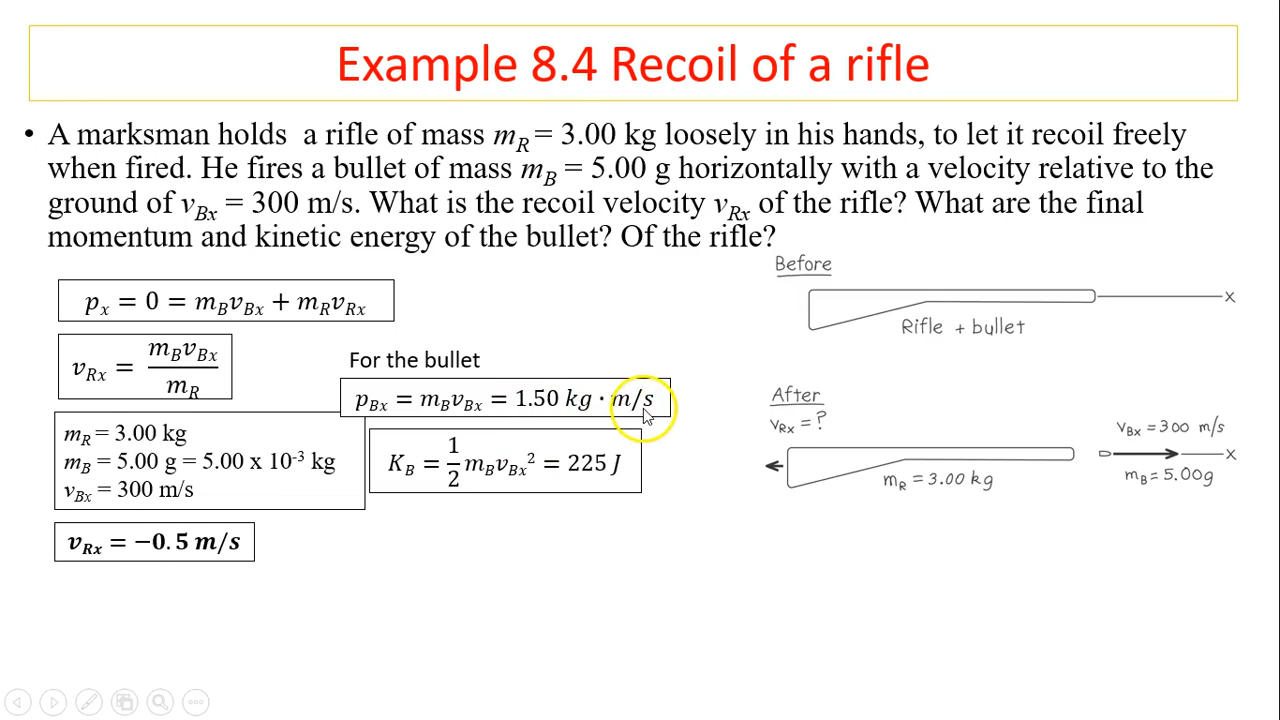 Example 8.4 Recoil of a rifle
• A marksman holds a rifle of mass m_R = 3.00 kg loosely in his hands, to let it recoil freely
when fired. He fires a bullet of mass m_B = 5.00 g horizontally with a velocity relative to the
ground of v_Bx = 300 m/s. What is the recoil velocity v_Rx of the rifle? What are the final
momentum and kinetic energy of the bullet? Of the rifle?
p_x = 0 = m_B v_Bx + m_R v_Rx
v_Rx = m_B v_Bx / m_R
m_R = 3.00 kg
m_B = 5.00 g = 5.00 x 10⁻³ kg
v_Bx = 300 m/s
v_Rx = −0.5 m/s
For the bullet
p_Bx = m_B v_Bx = 1.50 kg · m/s
K_B = 1/2 m_B v_Bx² = 225 J
Before
x
Rifle + bullet
After
v_Rx = ?
m_R = 3.00 kg
v_Bx = 300 m/s
x
m_B = 5.00g